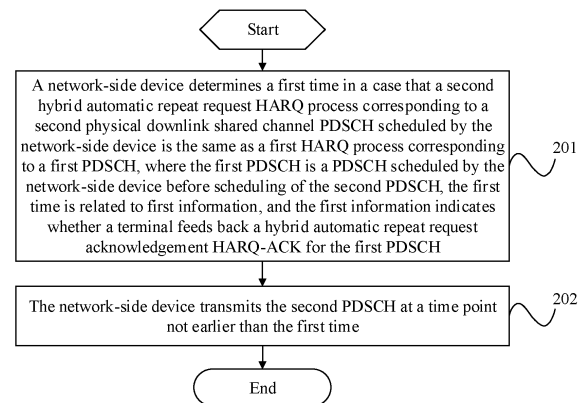 Start
A network-side device determines a first time in a case that a second
hybrid automatic repeat request HARQ process corresponding to a
second physical downlink shared channel PDSCH scheduled by the
network-side device is the same as a first HARQ process corresponding
to a first PDSCH, where the first PDSCH is a PDSCH scheduled by the
network-side device before scheduling of the second PDSCH, the first
time is related to first information, and the first information indicates
whether a terminal feeds back a hybrid automatic repeat request
acknowledgement HARQ-ACK for the first PDSCH
201
The network-side device transmits the second PDSCH at a time point
not earlier than the first time
202
End